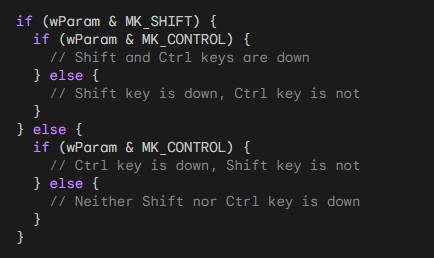 if (wParam & MK_SHIFT) {
  if (wParam & MK_CONTROL) {
    // Shift and Ctrl keys are down
  } else {
    // Shift key is down, Ctrl key is not
  }
} else {
  if (wParam & MK_CONTROL) {
    // Ctrl key is down, Shift key is not
  } else {
    // Neither Shift nor Ctrl key is down
  }
}